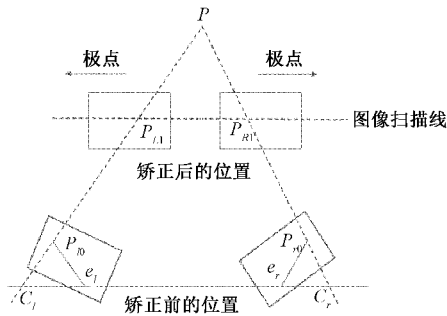 P
极点 极点
图像扫描线
P_{L1} P_{R1}
矫正后的位置
P_{l0} P_{r0}
e_l e_r
C_l 矫正前的位置 C_r